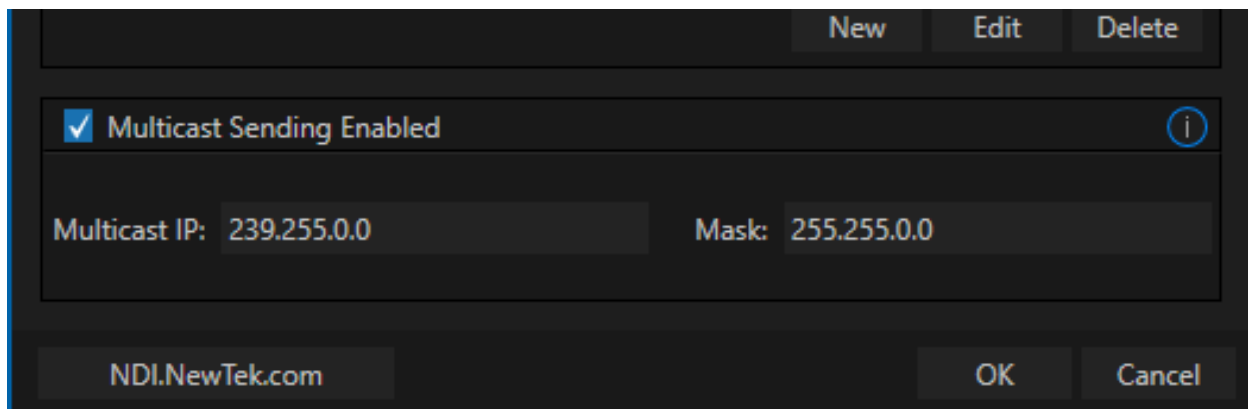 New Edit Delete
Multicast Sending Enabled
Multicast IP: 239.255.0.0 Mask: 255.255.0.0
NDI.NewTek.com OK Cancel